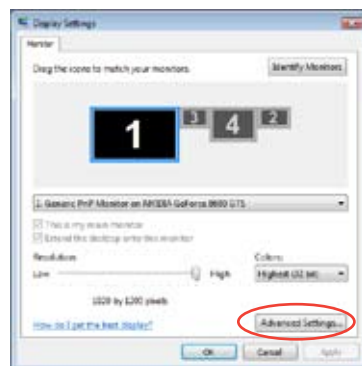 Display Settings
Monitor
Drag the icons to match your monitors.
Identify Monitors
1
3
4
2
1. Generic PnP Monitor on NVIDIA GeForce 8600 GTS
This is my main monitor
Extend the desktop onto this monitor
Resolution:
Colors:
Low
High
Highest (32 bit)
by 1200 pixels
How do I get the best display?
Advanced Settings...
OK
Cancel
Apply